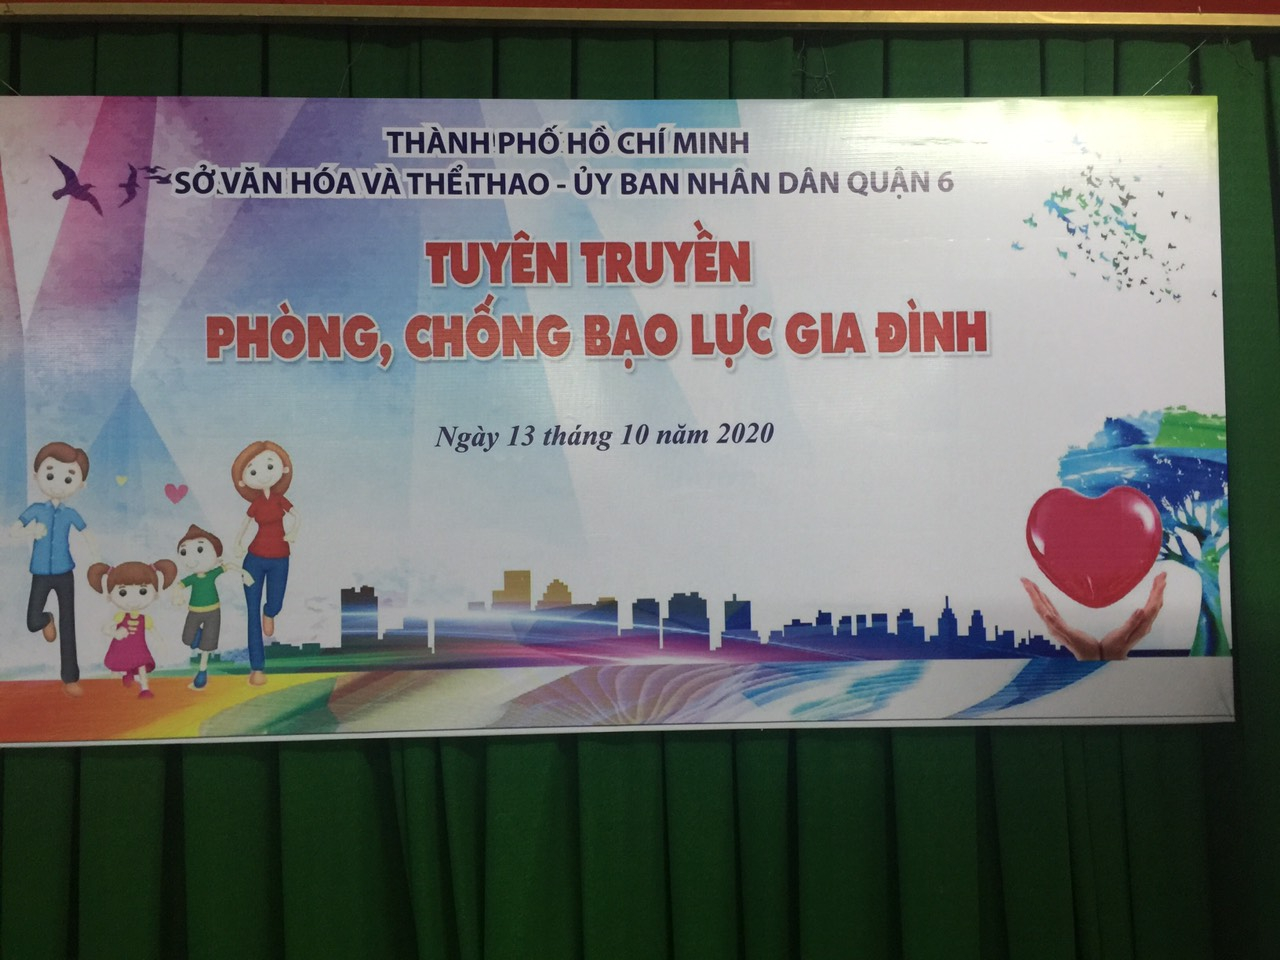 THÀNH PHỐ HỒ CHÍ MINH
SỞ VĂN HÓA VÀ THỂ THAO - ỦY BAN NHÂN DÂN QUẬN 6
TUYÊN TRUYỀN
PHÒNG, CHỐNG BẠO LỰC GIA ĐÌNH
Ngày 13 tháng 10 năm 2020